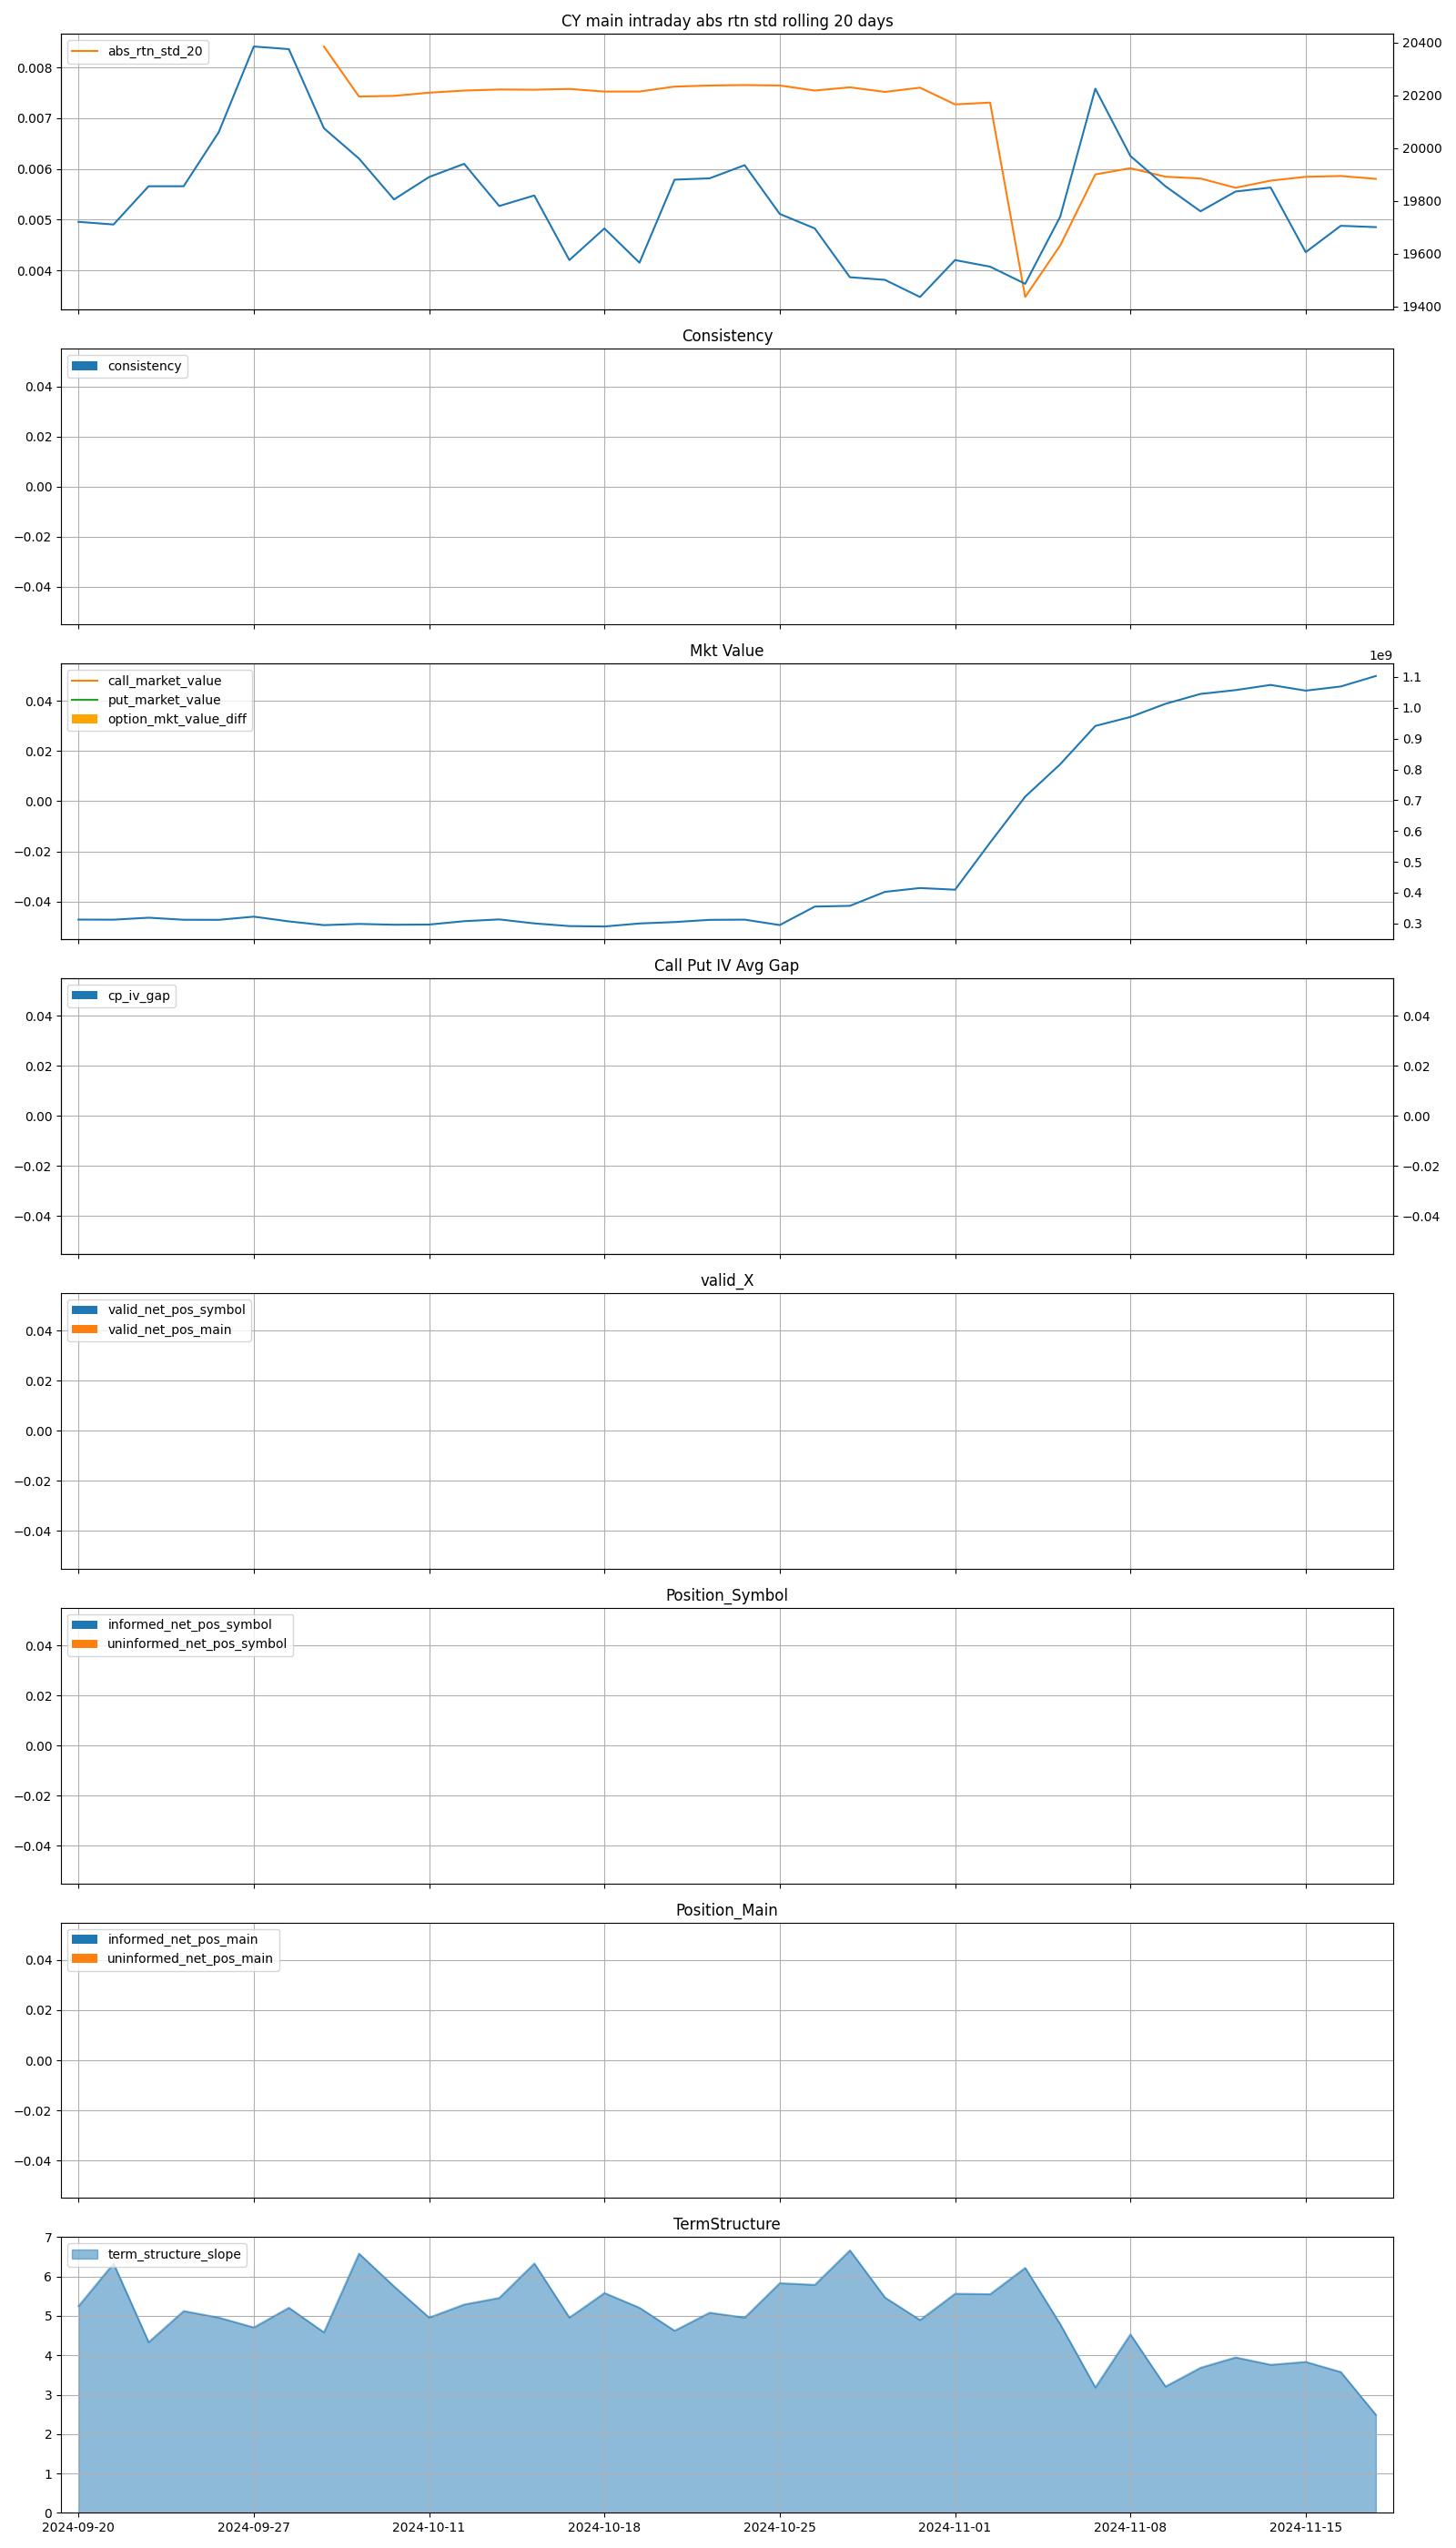 CY main intraday abs rtn std rolling 20 days
abs_rtn_std_20
0.008
0.007
0.006
0.005
0.004
20400
20200
20000
19800
19600
19400
Consistency
consistency
0.04
0.02
0.00
−0.02
−0.04
Mkt Value
1e9
call_market_value
put_market_value
option_mkt_value_diff
0.04
0.02
0.00
−0.02
−0.04
1.1
1.0
0.9
0.8
0.7
0.6
0.5
0.4
0.3
Call Put IV Avg Gap
cp_iv_gap
0.04
0.02
0.00
−0.02
−0.04
0.04
0.02
0.00
−0.02
−0.04
valid_X
valid_net_pos_symbol
valid_net_pos_main
0.04
0.02
0.00
−0.02
−0.04
Position_Symbol
informed_net_pos_symbol
uninformed_net_pos_symbol
0.04
0.02
0.00
−0.02
−0.04
Position_Main
informed_net_pos_main
uninformed_net_pos_main
0.04
0.02
0.00
−0.02
−0.04
TermStructure
term_structure_slope
7
6
5
4
3
2
1
0
2024-09-20 2024-09-27 2024-10-11 2024-10-18 2024-10-25 2024-11-01 2024-11-08 2024-11-15